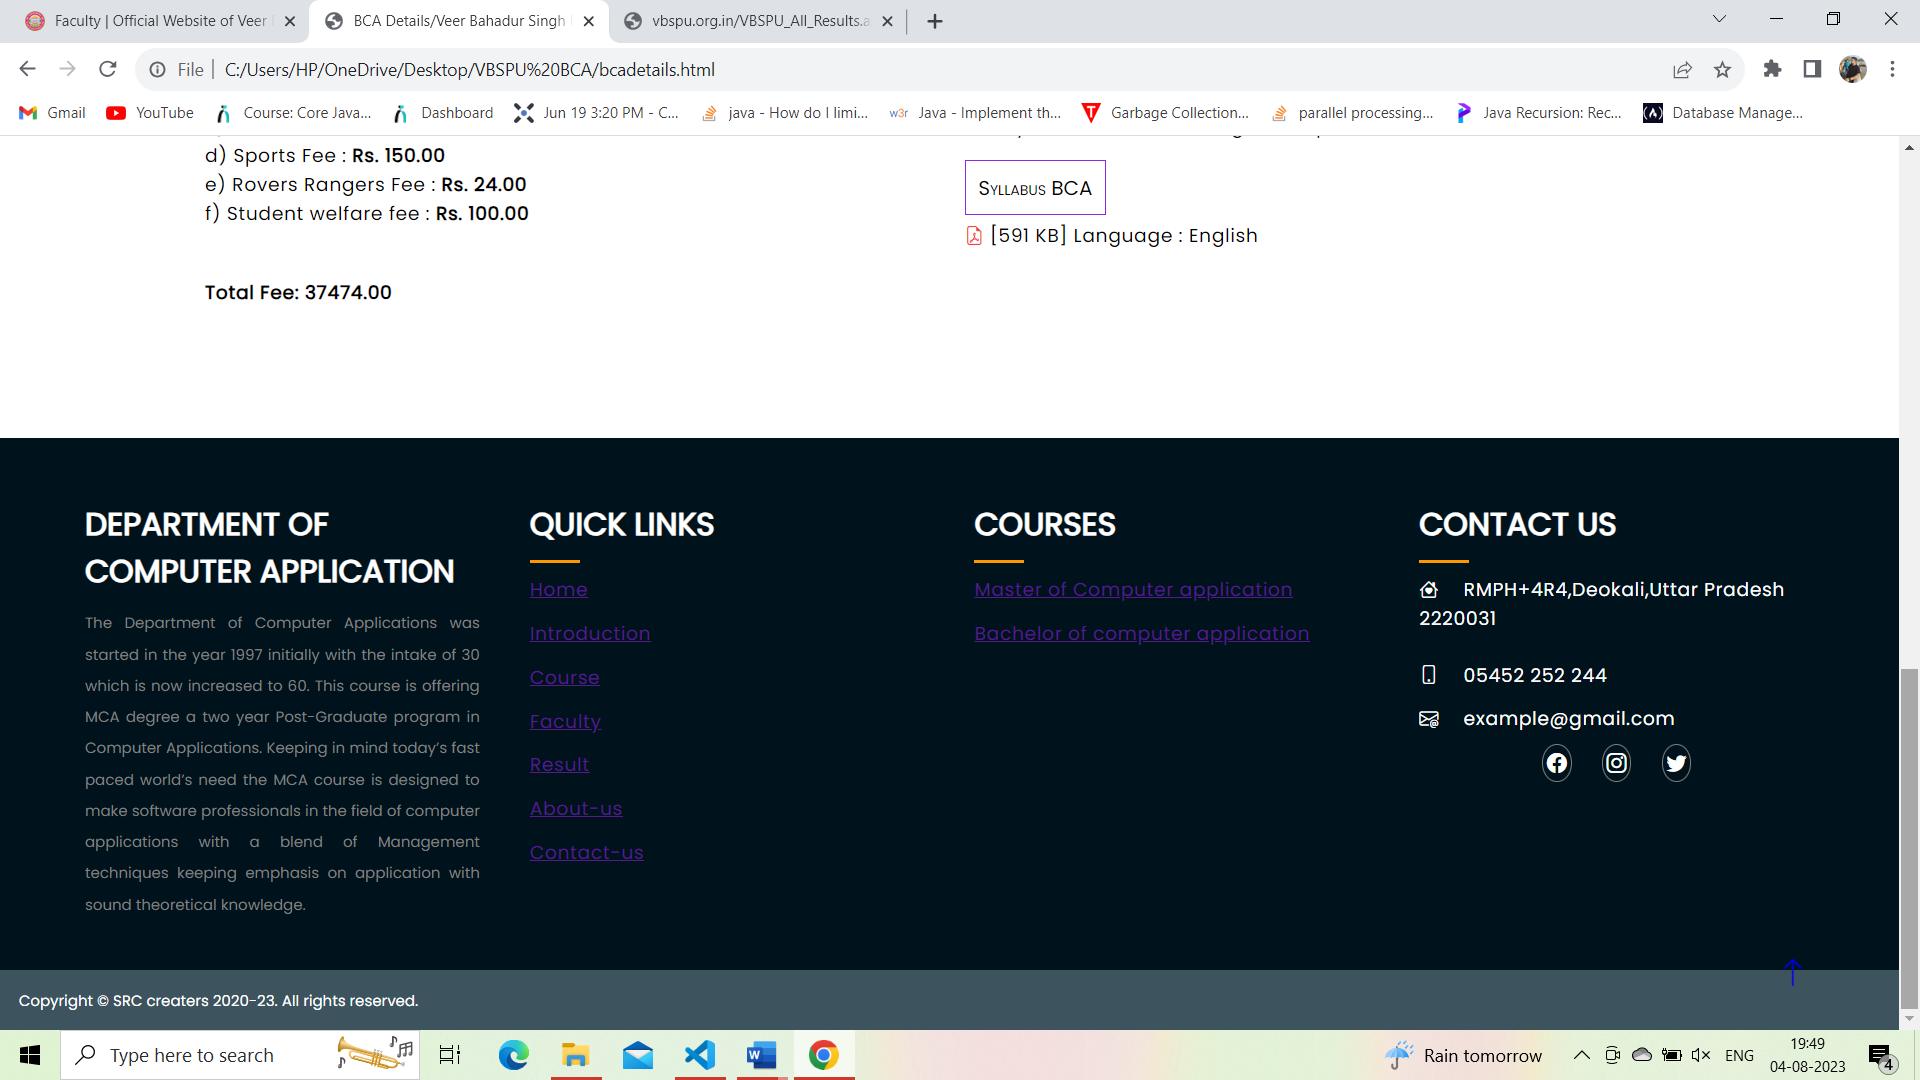 Faculty | Official Website of Veer
BCA Details/Veer Bahadur Singh
vbspu.org.in/VBSPU_All_Results.a
File | C:/Users/HP/OneDrive/Desktop/VBSPU%20BCA/bcadetails.html
Gmail
YouTube
Course: Core Java...
Dashboard
Jun 19 3:20 PM - C...
java - How do I limi...
w3r Java - Implement th...
Garbage Collection...
parallel processing...
Java Recursion: Rec...
Database Manage...
d) Sports Fee : Rs. 150.00
e) Rovers Rangers Fee : Rs. 24.00
f) Student welfare fee : Rs. 100.00
Total Fee: 37474.00
Syllabus BCA
[591 KB] Language : English
DEPARTMENT OF
COMPUTER APPLICATION
The Department of Computer Applications was
started in the year 1997 initially with the intake of 30
which is now increased to 60. This course is offering
MCA degree a two year Post-Graduate program in
Computer Applications. Keeping in mind today's fast
paced world's need the MCA course is designed to
make software professionals in the field of computer
applications with a blend of Management
techniques keeping emphasis on application with
sound theoretical knowledge.
QUICK LINKS
Home
Introduction
Course
Faculty
Result
About-us
Contact-us
COURSES
Master of Computer application
Bachelor of computer application
CONTACT US
RMPH+4R4,Deokali,Uttar Pradesh
2220031
05452 252 244
example@gmail.com
Copyright © SRC creaters 2020-23. All rights reserved.
Type here to search
Rain tomorrow
ENG
19:49
04-08-2023
4